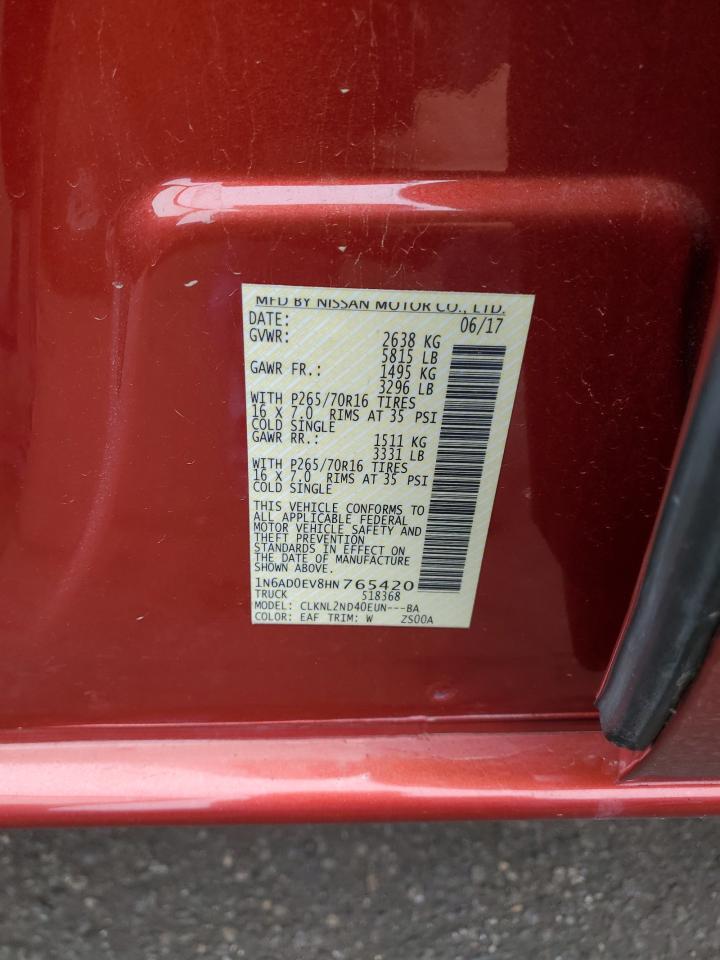 MFD BY NISSAN MOTOR CO., LTD.
DATE: 06/17
GVWR: 2638 KG
5815 LB
GAWR FR.: 1495 KG
3296 LB
WITH P265/70R16 TIRES
16 X 7.0 RIMS AT 35 PSI
COLD SINGLE
GAWR RR.: 1511 KG
3331 LB
WITH P265/70R16 TIRES
16 X 7.0 RIMS AT 35 PSI
COLD SINGLE
THIS VEHICLE CONFORMS TO
ALL APPLICABLE FEDERAL
MOTOR VEHICLE SAFETY AND
THEFT PREVENTION
STANDARDS IN EFFECT ON
THE DATE OF MANUFACTURE
SHOWN ABOVE.
1N6AD0EV8HN765420
TRUCK 518368
MODEL: CLKNL2ND40EUN---BA
COLOR: EAF TRIM: W ZS00A